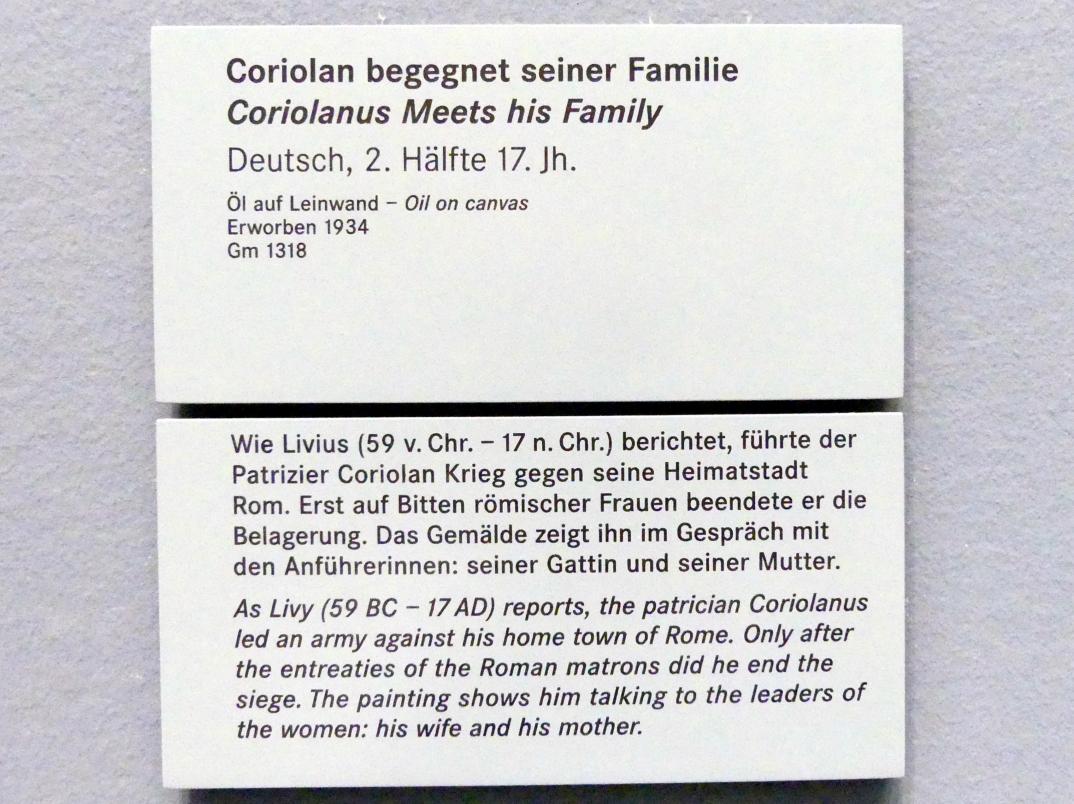 Coriolan begegnet seiner Familie
Coriolanus Meets his Family
Deutsch, 2. Hälfte 17. Jh.
Öl auf Leinwand – Oil on canvas
Erworben 1934
Gm 1318
Wie Livius (59 v. Chr. – 17 n. Chr.) berichtet, führte der
Patrizier Coriolan Krieg gegen seine Heimatstadt
Rom. Erst auf Bitten römischer Frauen beendete er die
Belagerung. Das Gemälde zeigt ihn im Gespräch mit
den Anführerinnen: seiner Gattin und seiner Mutter.
As Livy (59 BC – 17 AD) reports, the patrician Coriolanus
led an army against his home town of Rome. Only after
the entreaties of the Roman matrons did he end the
siege. The painting shows him talking to the leaders of
the women: his wife and his mother.